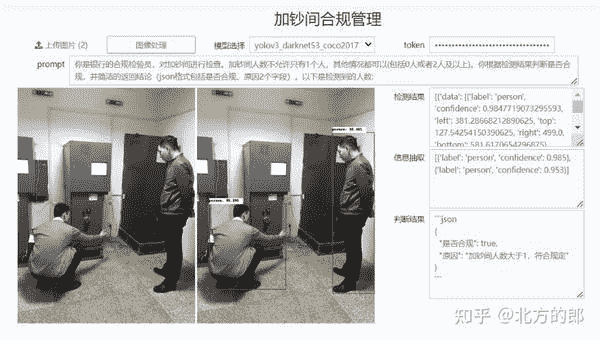 加钞间合规管理
上传图片 (2)
图像处理
模型选择 yolov3_darknet53_coco2017
token
prompt 你是银行的合规检验员，对加钞间进行检查。加钞间人数不允许只有1个人，其他情况都可以(包括0人或者2人及以上)。你根据检测结果判断是否合
规，并简洁的返回结论（json格式包括是否合规、原因2个字段）。以下是检测到的人数:
检测结果
[{'data': [{'label': 'person',
'confidence': 0.9847719073295593,
'left': 381.28668212890625, 'top':
127.54254150390625, 'right': 499.0,
'bottom': 581.6170654296875}
信息抽取
[{'label': 'person', 'confidence': 0.985},
{'label': 'person', 'confidence': 0.953}]
判断结果
```json
{
"是否合规": true,
"原因": "加钞间人数大于1，符合规定"
}
```
知乎 @北方的郎